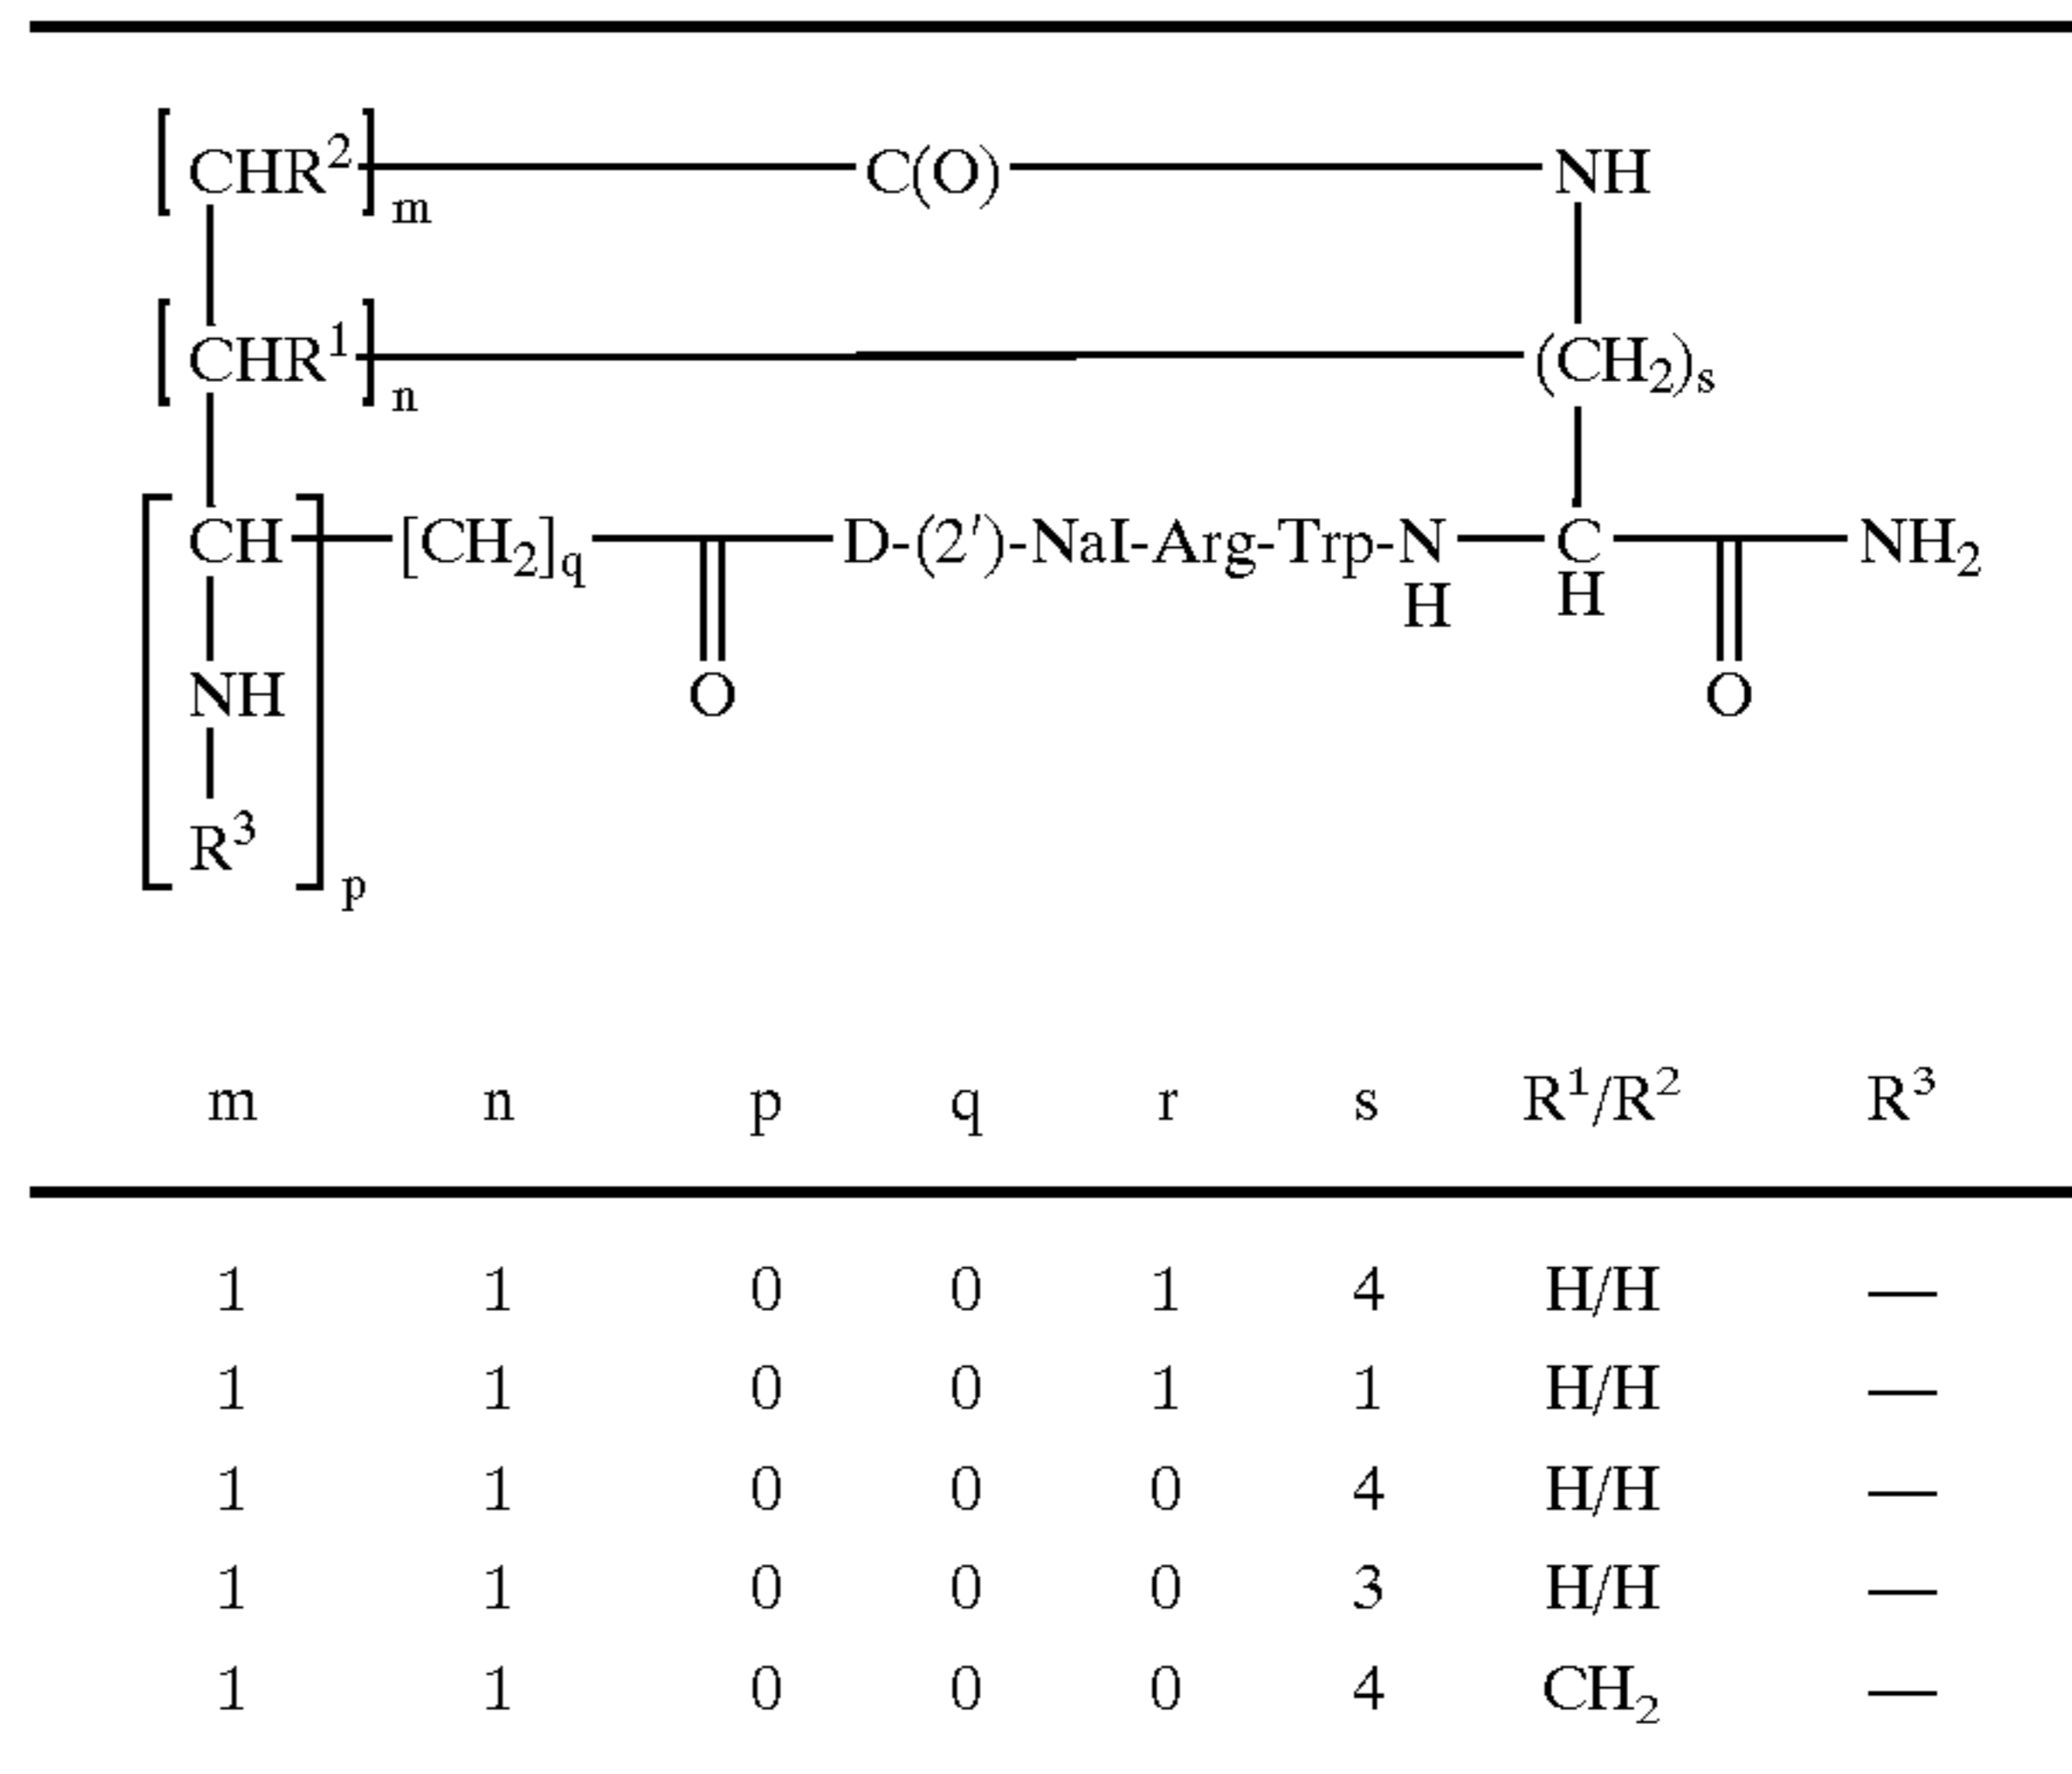 [CHR²]m C(O) NH
[CHR¹]n (CH₂)s
CH [CH₂]q D-(2′)-NaI-Arg-Trp-N C NH₂
H H
NH O O
R³
p
m n p q r s R¹/R² R³
1 1 0 0 1 4 H/H —
1 1 0 0 1 1 H/H —
1 1 0 0 0 4 H/H —
1 1 0 0 0 3 H/H —
1 1 0 0 0 4 CH₂ —